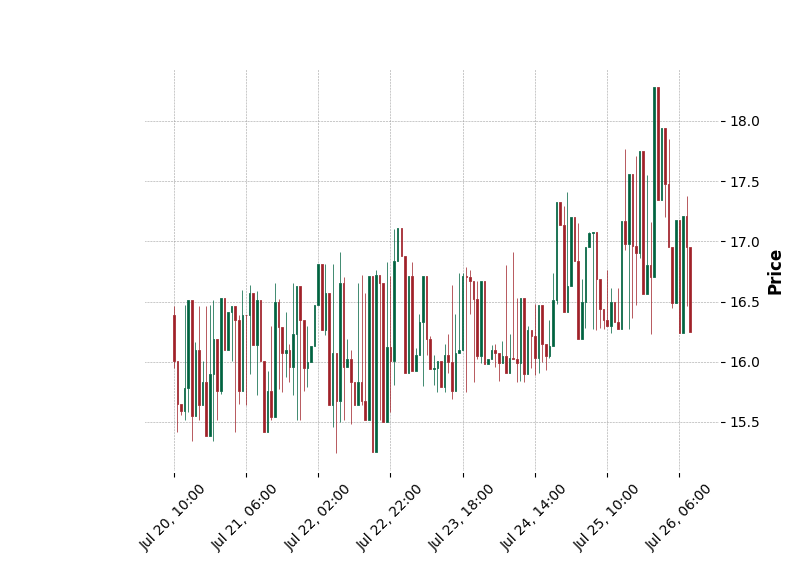 18.0
17.5
17.0
16.5
16.0
15.5
Price
Jul 20, 10:00
Jul 21, 06:00
Jul 22, 02:00
Jul 22, 22:00
Jul 23, 18:00
Jul 24, 14:00
Jul 25, 10:00
Jul 26, 06:00